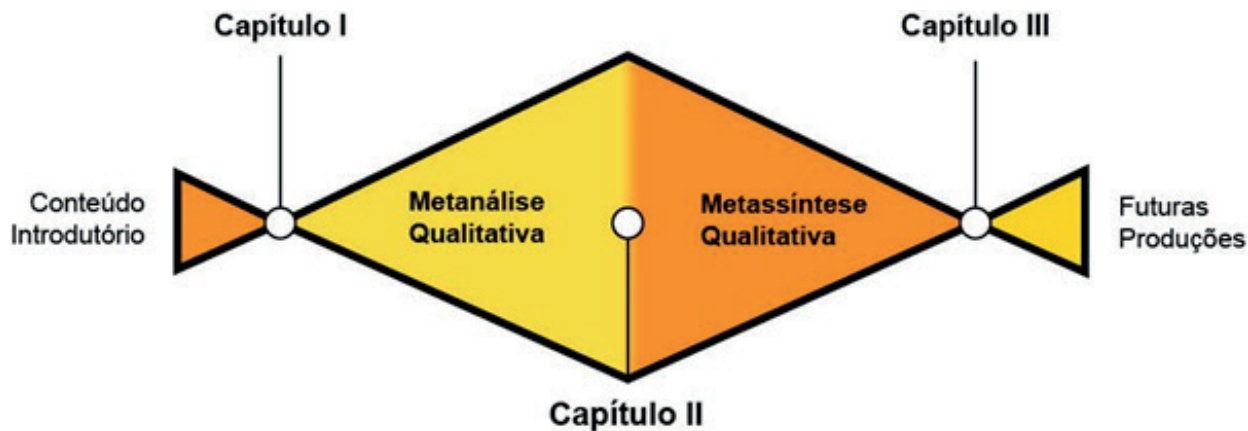 Capítulo I
Capítulo III
Conteúdo
Introdutório
Metanálise
Qualitativa
Metassíntese
Qualitativa
Futuras
Produções
Capítulo II